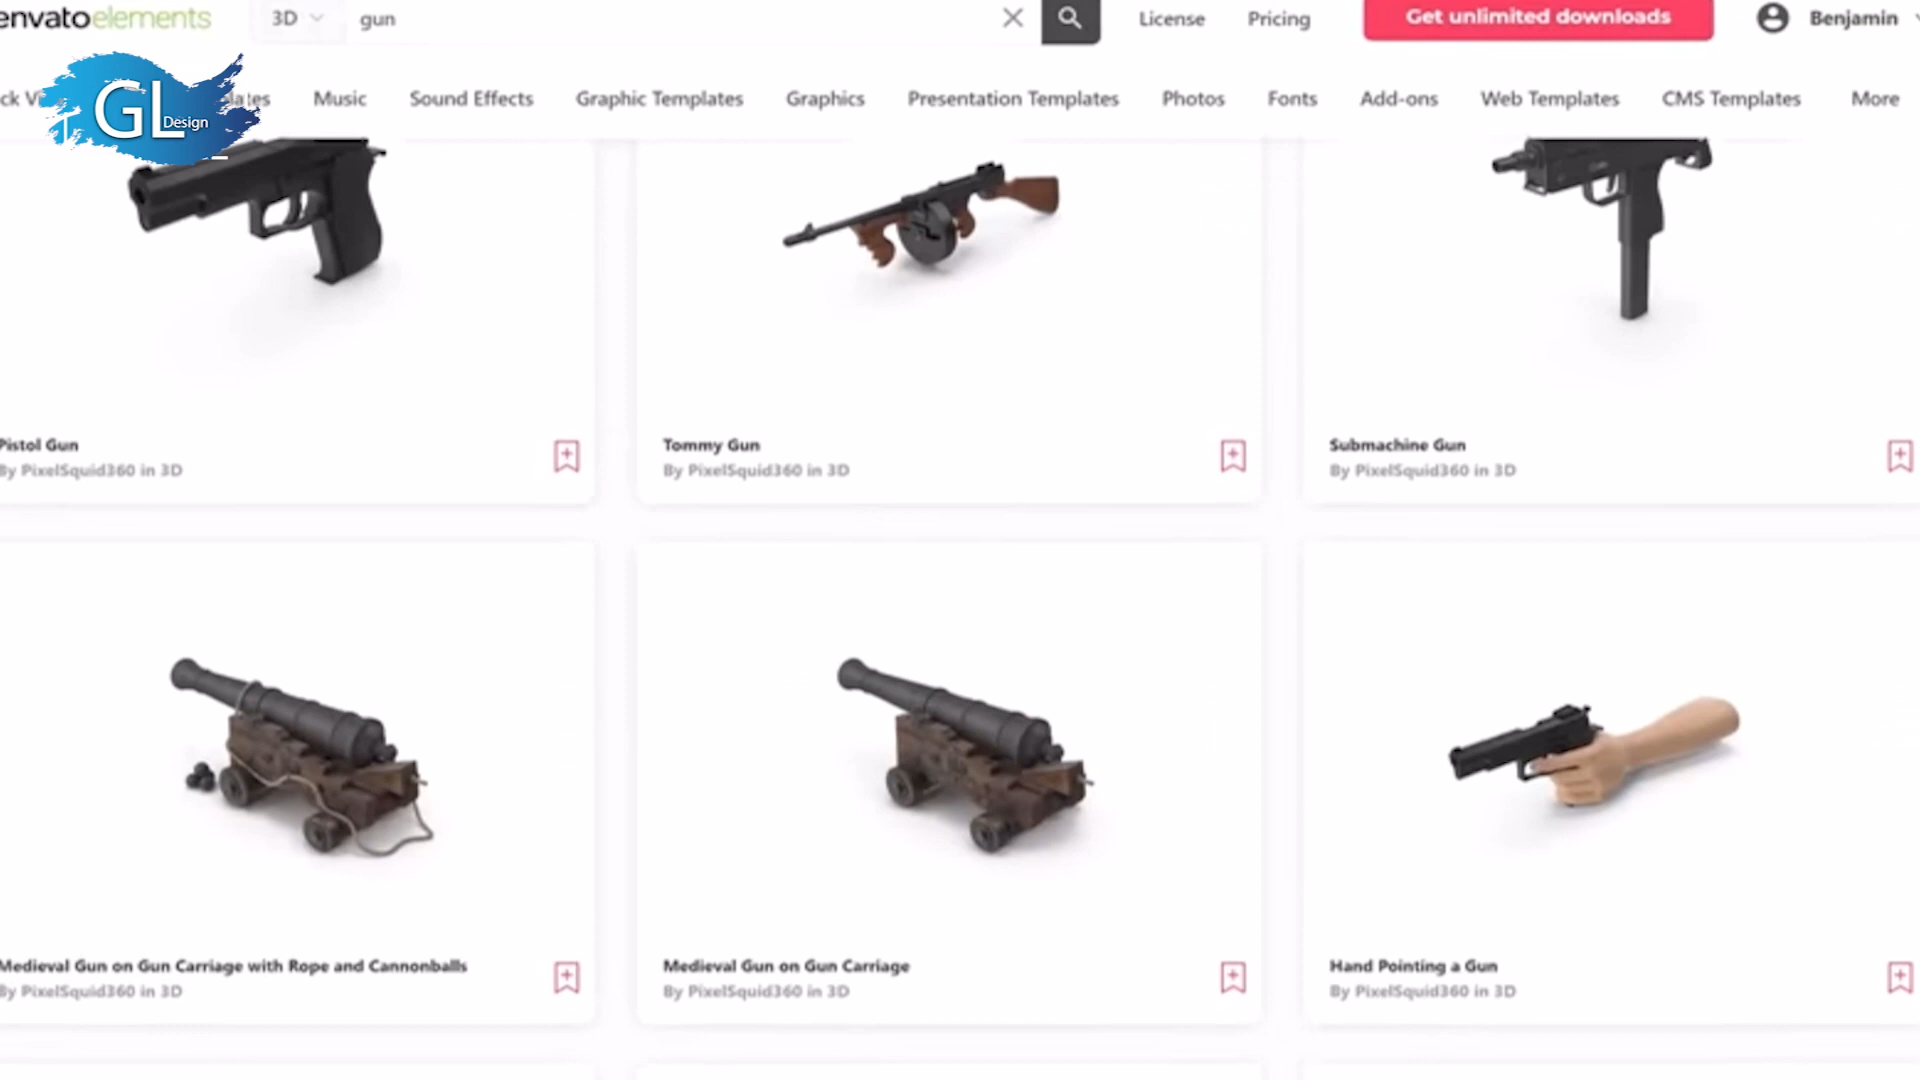 envatoelements
3D
gun
License
Pricing
Get unlimited downloads
Benjamin
GL
Design
Music
Sound Effects
Graphic Templates
Graphics
Presentation Templates
Photos
Fonts
Add-ons
Web Templates
CMS Templates
More
Pistol Gun
By PixelSquid360 in 3D
Tommy Gun
By PixelSquid360 in 3D
Submachine Gun
By PixelSquid360 in 3D
Medieval Gun on Gun Carriage with Rope and Cannonballs
By PixelSquid360 in 3D
Medieval Gun on Gun Carriage
By PixelSquid360 in 3D
Hand Pointing a Gun
By PixelSquid360 in 3D